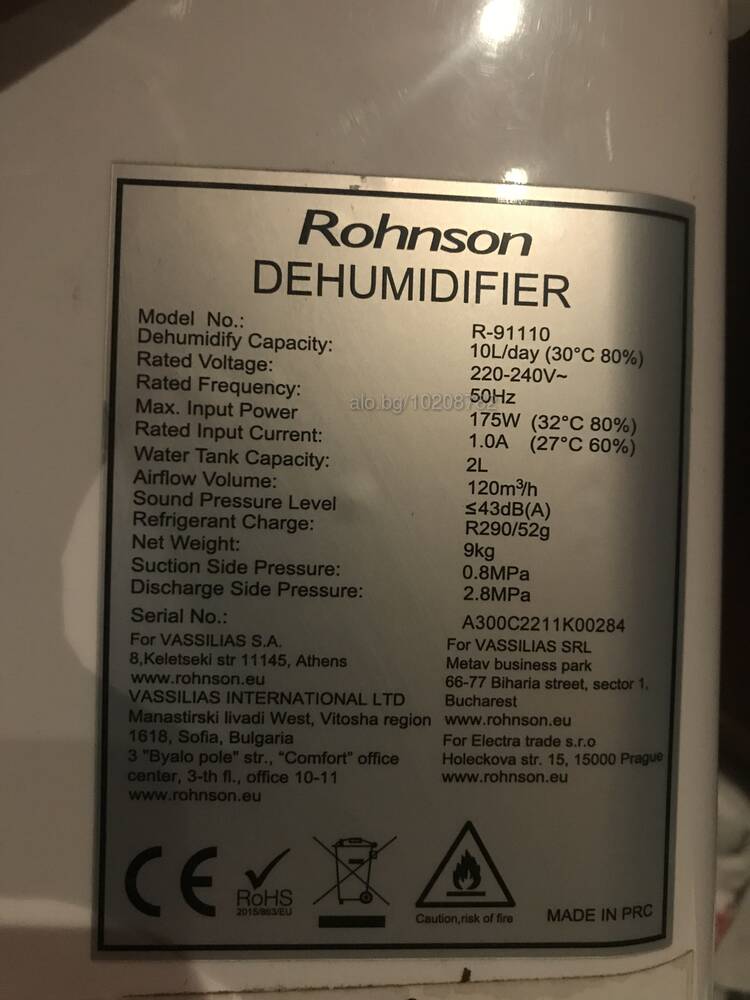 Rohnson
DEHUMIDIFIER
Model No.: R-91110
Dehumidify Capacity: 10L/day (30°C 80%)
Rated Voltage: 220-240V~
Rated Frequency: 50Hz
Max. Input Power 175W (32°C 80%)
Rated Input Current: 1.0A (27°C 60%)
Water Tank Capacity: 2L
Airflow Volume: 120m³/h
Sound Pressure Level ≤43dB(A)
Refrigerant Charge: R290/52g
Net Weight: 9kg
Suction Side Pressure: 0.8MPa
Discharge Side Pressure: 2.8MPa
Serial No.: A300C2211K00284
For VASSILIAS S.A.
8,Keletseki str 11145, Athens
www.rohnson.eu
VASSILIAS INTERNATIONAL LTD
Manastirski livadi West, Vitosha region
1618, Sofia, Bulgaria
3 "Byalo pole" str., "Comfort" office
center, 3-th fl., office 10-11
www.rohnson.eu
For VASSILIAS SRL
Metav business park
66-77 Biharia street, sector 1,
Bucharest
www.rohnson.eu
For Electra trade s.r.o
Holeckova str. 15, 15000 Prague
www.rohnson.eu
CE
RoHS
2015/863/EU
Caution,risk of fire
MADE IN PRC